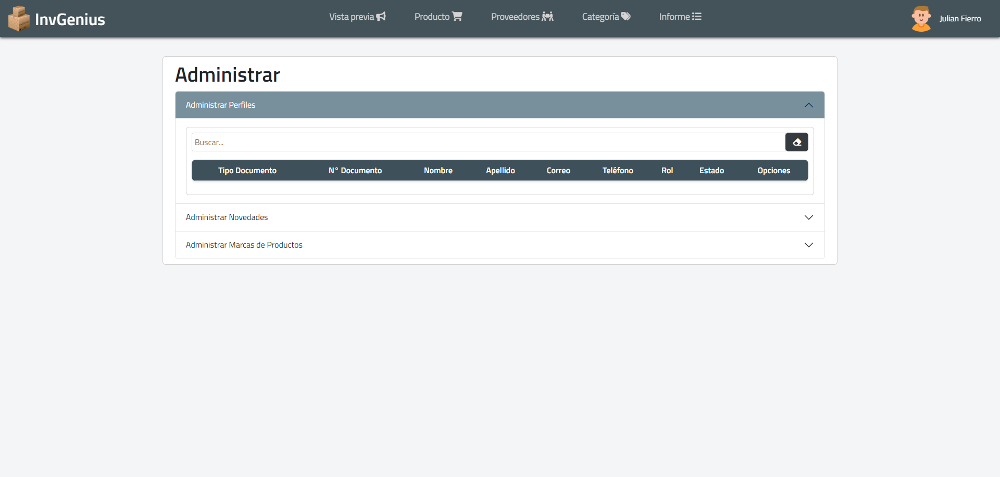 InvGenius
Vista previa
Producto
Proveedores
Categoría
Informe
Julian Fierro
Administrar
Administrar Perfiles
Buscar...
Tipo Documento N° Documento Nombre Apellido Correo Teléfono Rol Estado Opciones
Administrar Novedades
Administrar Marcas de Productos